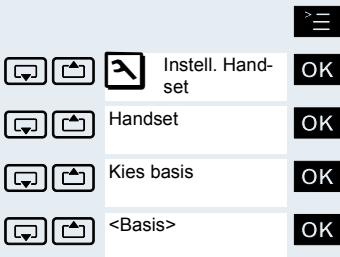 Instell. Hand-
set
OK
Handset
OK
Kies basis
OK
<Basis>
OK